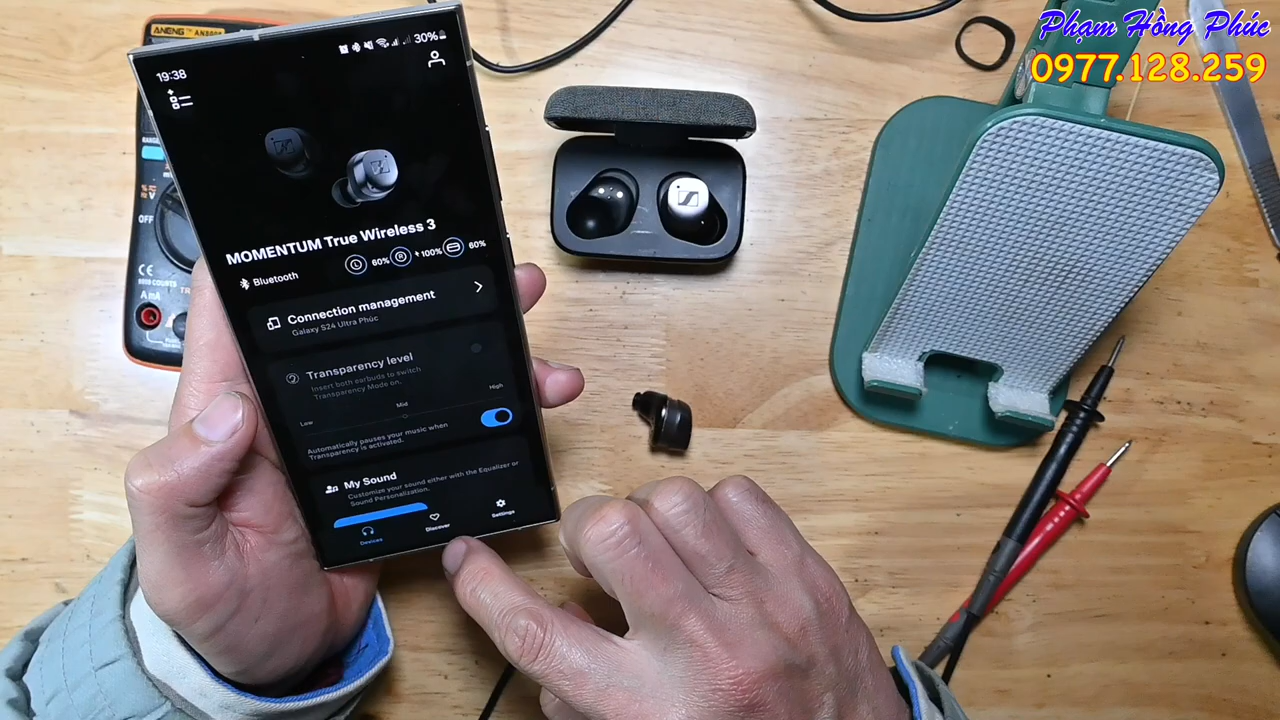 Phạm Hồng Phúc
0977.128.259
ANENG
OFF
CE
6000 COUNTS
A mA
19:38
30%
MOMENTUM True Wireless 3
Bluetooth
60%
100%
60%
Connection management
Galaxy S24 Ultra Phúc
Transparency level
Insert both earbuds to switch
Transparency Mode on.
Low
Mid
High
Automatically pauses your music when
Transparency is activated.
My Sound
Customize your sound either with the Equalizer or
Sound Personalization.
Devices
Discover
Settings